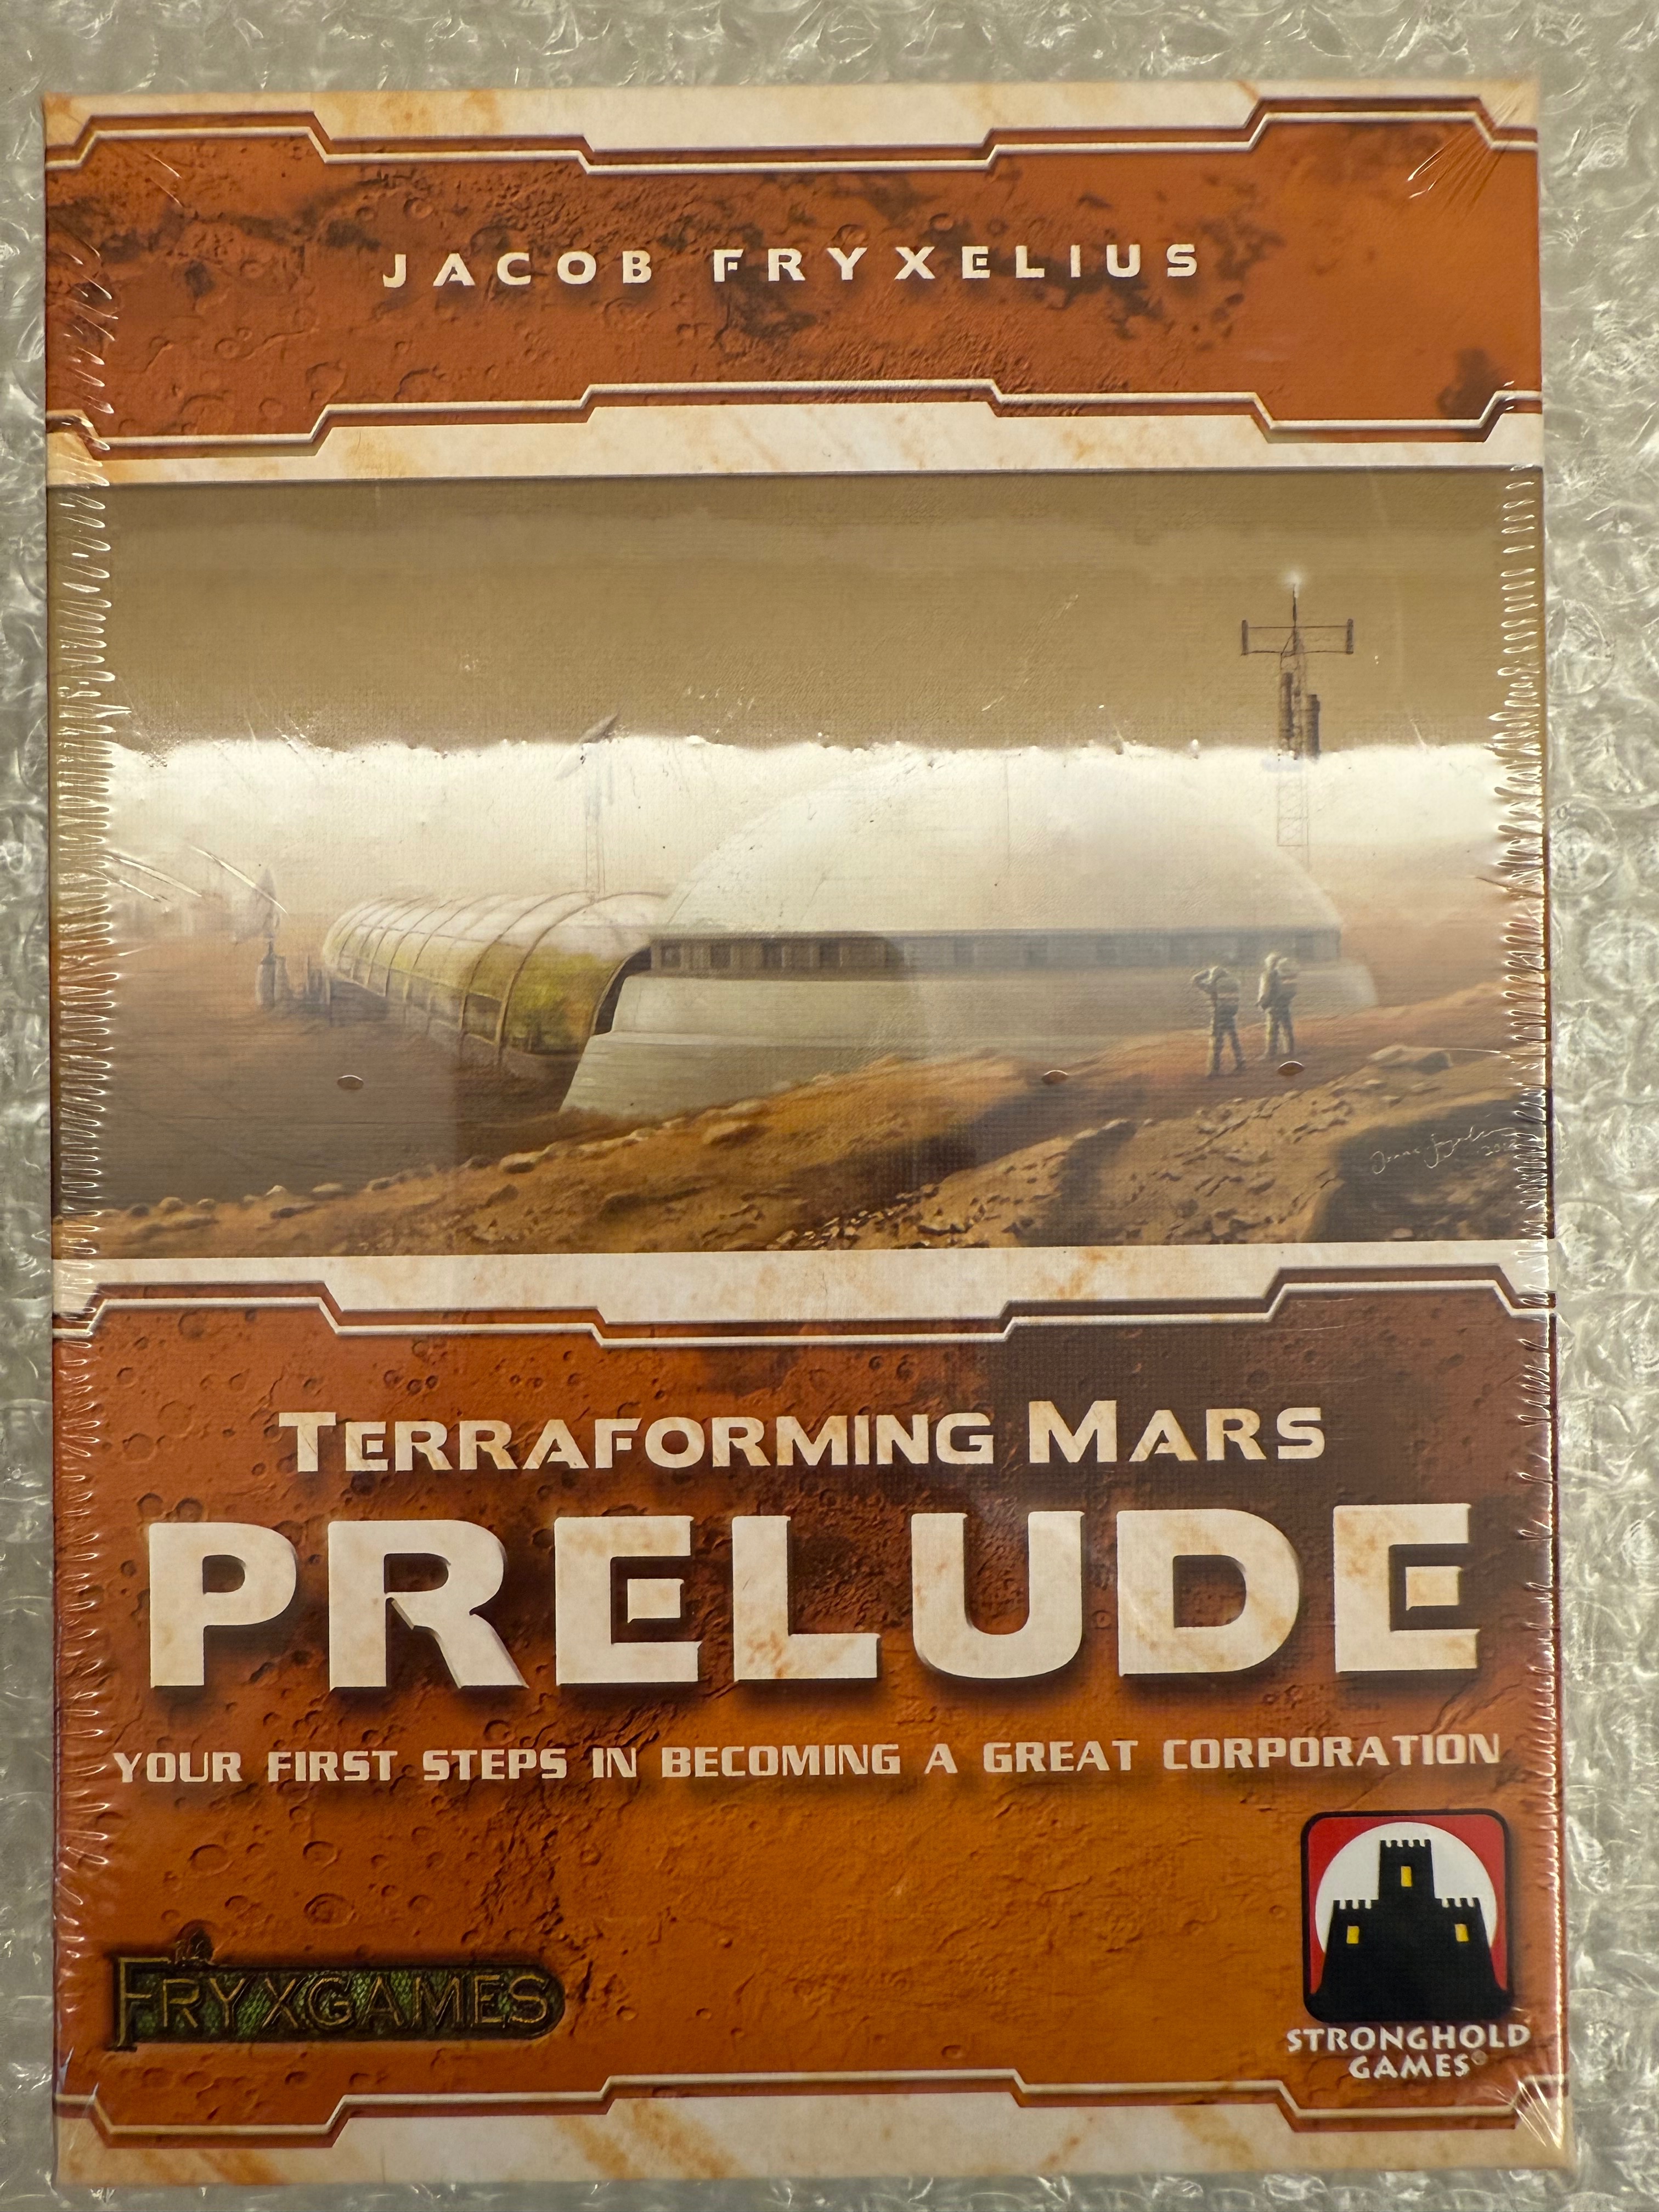 JACOB FRYXELIUS
TERRAFORMING MARS
PRELUDE
YOUR FIRST STEPS IN BECOMING A GREAT CORPORATION
FRYXGAMES
STRONGHOLD
GAMES®